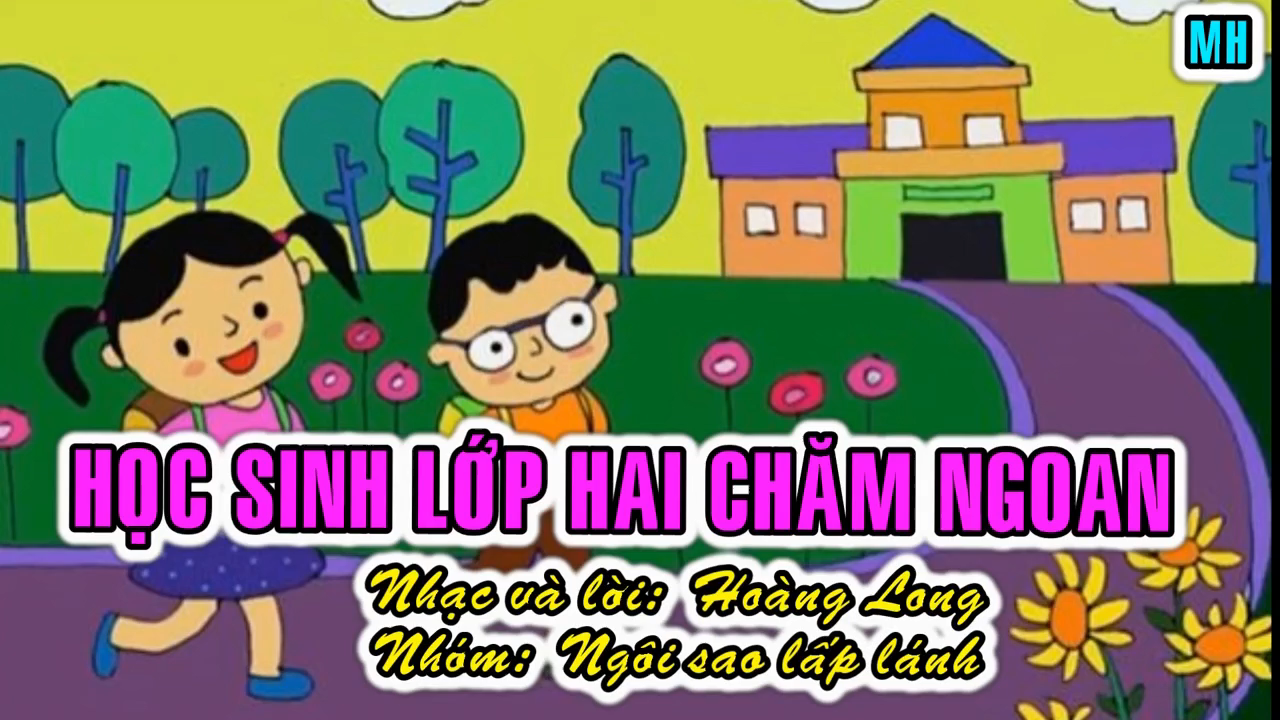 MH
HỌC SINH LỚP HAI CHĂM NGOAN
Nhạc và lời: Hoàng Long
Nhóm: Ngôi sao lấp lánh